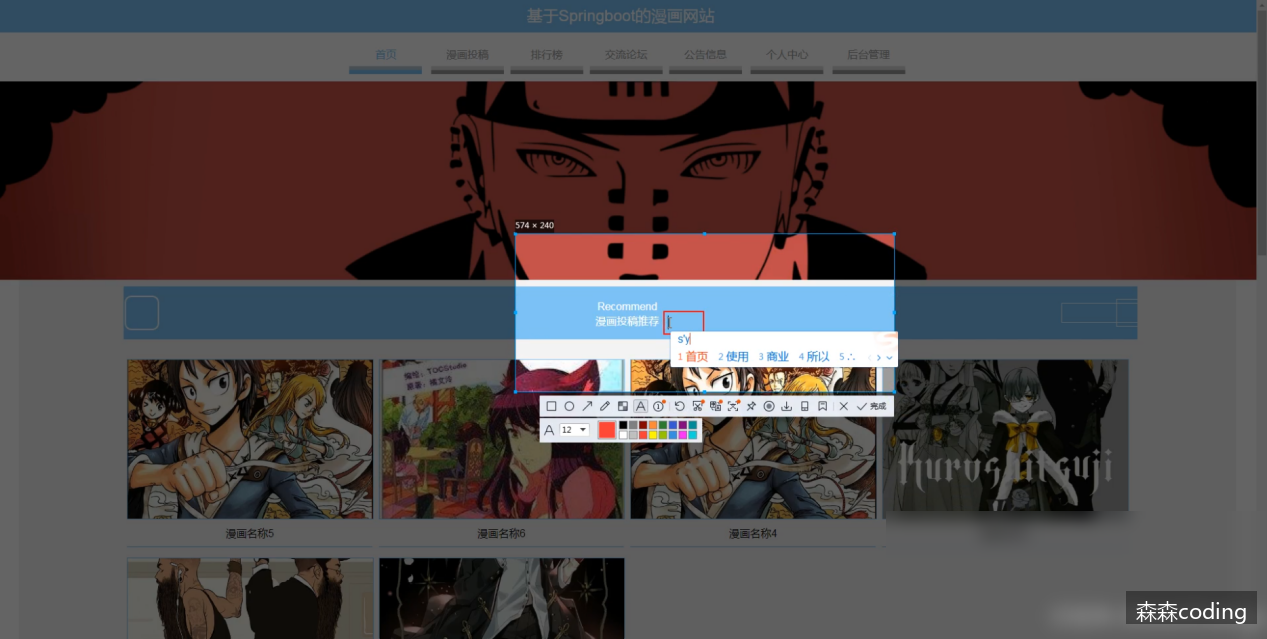 基于Springboot的漫画网站
首页 漫画投稿 排行榜 交流论坛 公告信息 个人中心 后台管理
574 × 240
Recommend
漫画投稿推荐
s'y
1 首页 2 使用 3 商业 4 所以 5 ∴
完成
A 12
漫画名称5 漫画名称6 漫画名称4
Kuroshitsuji
森森coding